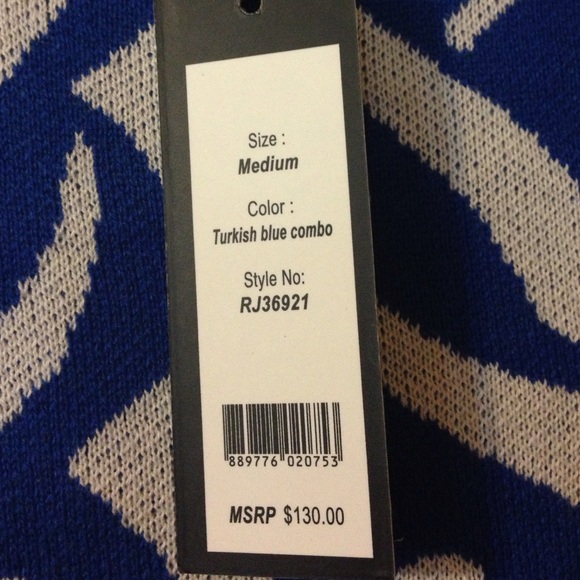 Size :
Medium
Color :
Turkish blue combo
Style No:
RJ36921
889776 020753
MSRP $130.00